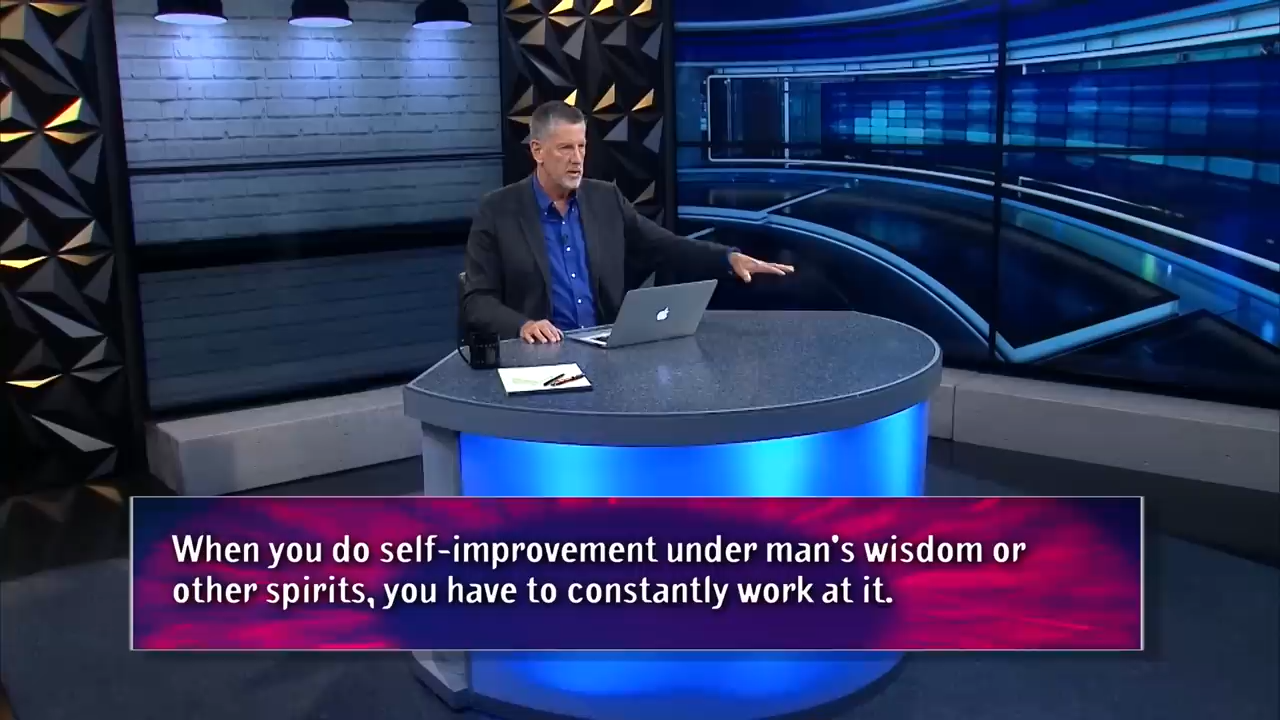 When you do self-improvement under man's wisdom or
other spirits, you have to constantly work at it.